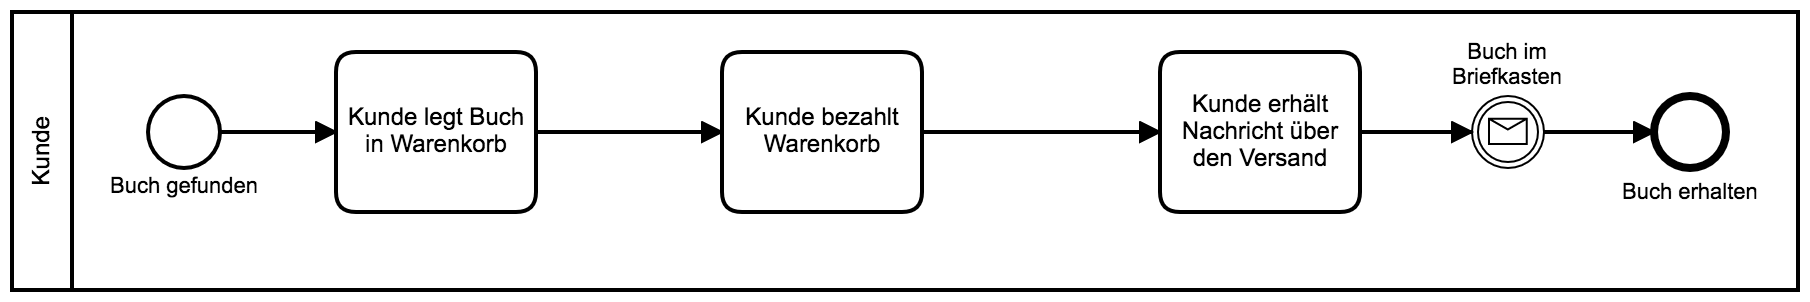 Kunde
Buch gefunden
Kunde legt Buch
in Warenkorb
Kunde bezahlt
Warenkorb
Kunde erhält
Nachricht über
den Versand
Buch im
Briefkasten
Buch erhalten